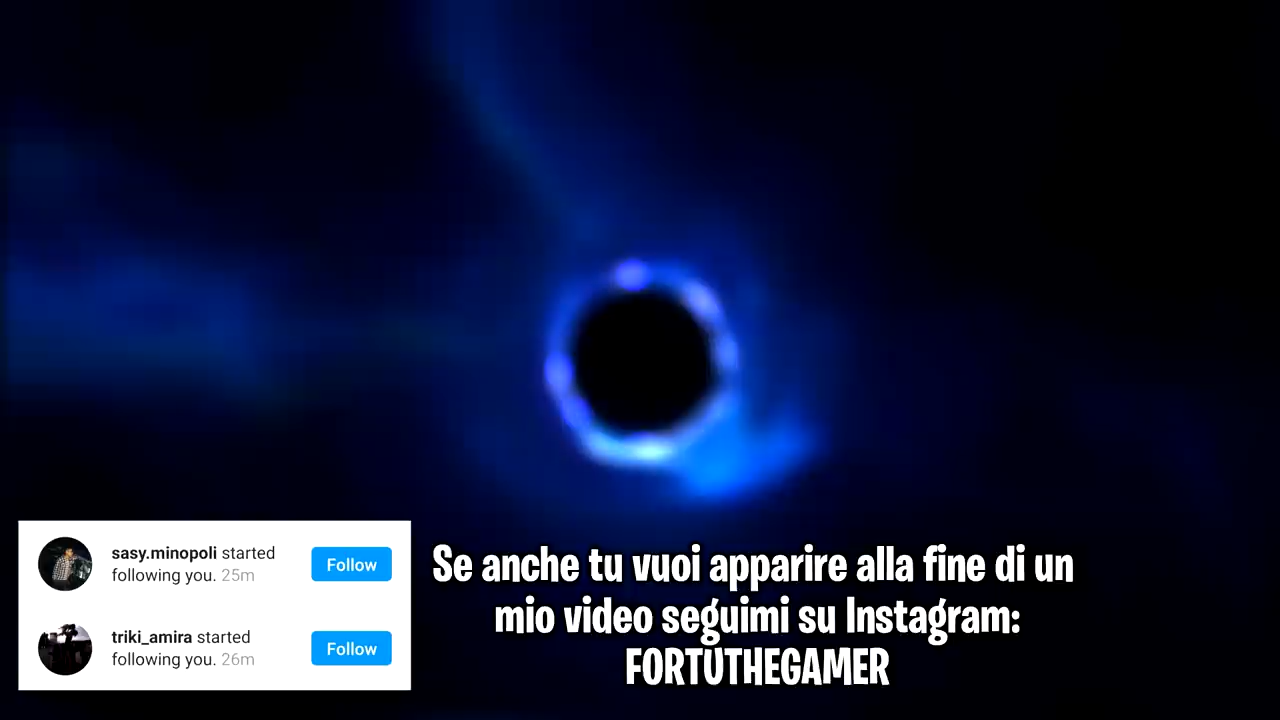 sasy.minopoli started
following you. 25m
Follow
triki_amira started
following you. 26m
Follow
Se anche tu vuoi apparire alla fine di un
mio video seguimi su Instagram:
FORTUTHEGAMER